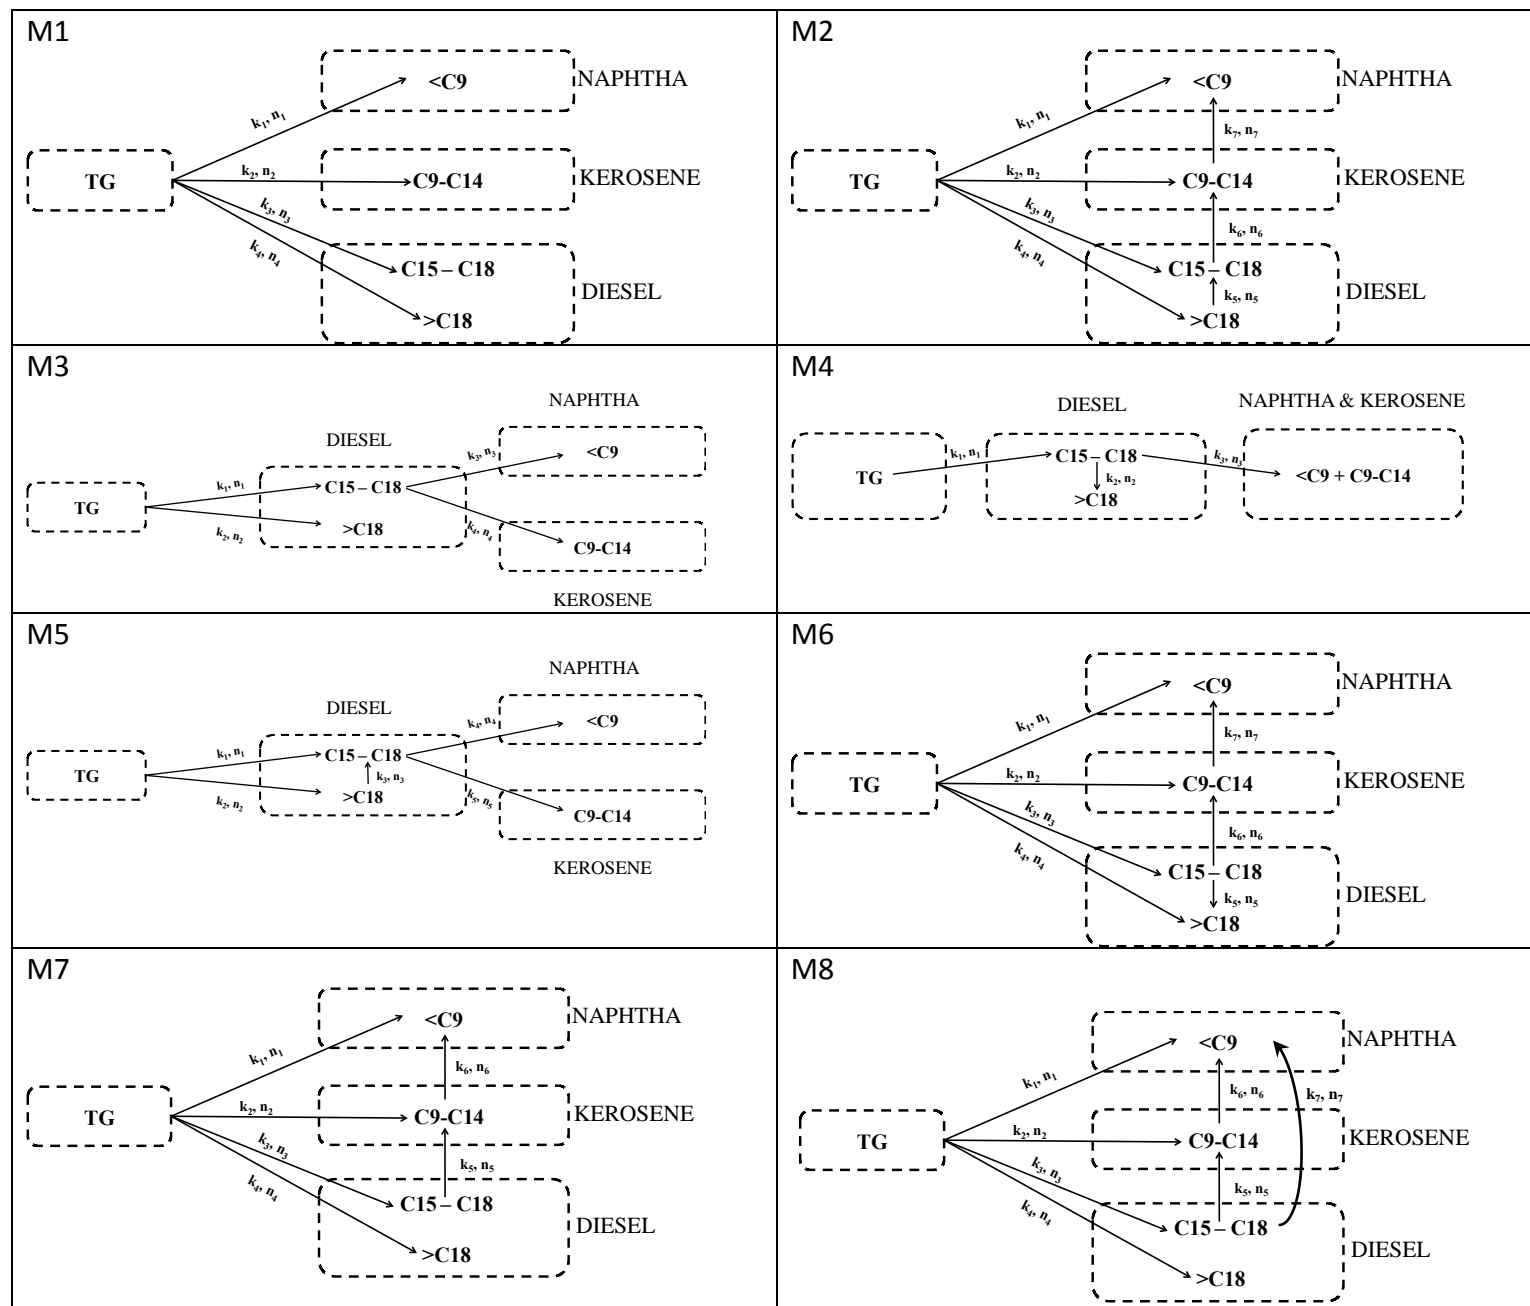 M1
<C9
NAPHTHA
k1, n1
TG
k2, n2
C9-C14
KEROSENE
k3, n3
k4, n4
C15 – C18
DIESEL
>C18
M2
<C9
NAPHTHA
k1, n1
k7, n7
TG
k2, n2
C9-C14
KEROSENE
k3, n3
k4, n4
k6, n6
C15 – C18
k5, n5
DIESEL
>C18
M3
NAPHTHA
DIESEL
k3, n3
<C9
k1, n1
C15 – C18
TG
k2, n2
>C18
k4, n4
C9-C14
KEROSENE
M4
DIESEL
NAPHTHA & KEROSENE
k1, n1
C15 – C18
k3, n3
TG
k2, n2
<C9 + C9-C14
>C18
M5
NAPHTHA
DIESEL
k4, n4
<C9
k1, n1
C15 – C18
TG
k3, n3
k2, n2
>C18
k5, n5
C9-C14
KEROSENE
M6
<C9
NAPHTHA
k1, n1
k7, n7
TG
k2, n2
C9-C14
KEROSENE
k3, n3
k4, n4
k6, n6
C15 – C18
k5, n5
DIESEL
>C18
M7
<C9
NAPHTHA
k1, n1
k6, n6
TG
k2, n2
C9-C14
KEROSENE
k3, n3
k4, n4
k5, n5
C15 – C18
DIESEL
>C18
M8
<C9
NAPHTHA
k1, n1
k6, n6
k7, n7
TG
k2, n2
C9-C14
KEROSENE
k3, n3
k4, n4
k5, n5
C15 – C18
DIESEL
>C18